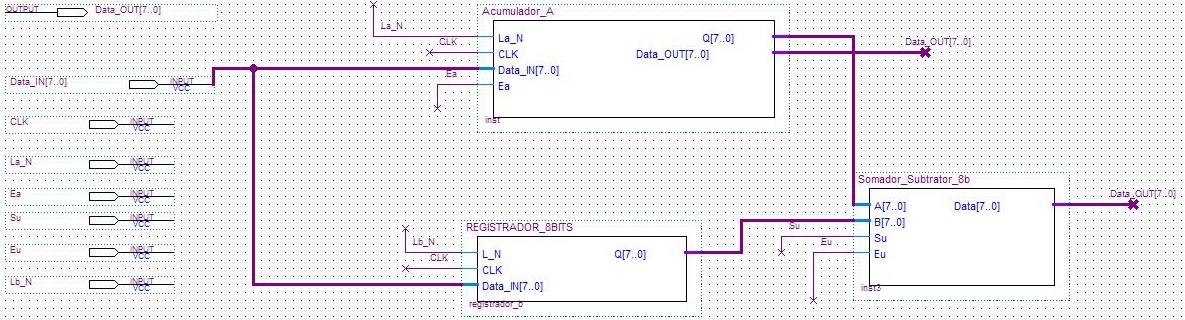 OUTPUT Data_OUT[7..0]
Data_IN[7..0] INPUT
VCC
CLK INPUT
VCC
La_N INPUT
VCC
Ea INPUT
VCC
Su INPUT
VCC
Eu INPUT
VCC
Lb_N INPUT
VCC
Acumulador_A
La_N
CLK
Ea
La_N Q[7..0]
CLK Data_OUT[7..0]
Data_IN[7..0]
Ea
inst
Data_OUT[7..0]
REGISTRADOR_8BITS
Lb_N
CLK
L_N Q[7..0]
CLK
Data_IN[7..0]
registrador_b
Somador_Subtrator_8b
Su
Eu
A[7..0] Data[7..0]
B[7..0]
Su
Eu
inst3
Data_OUT[7..0]